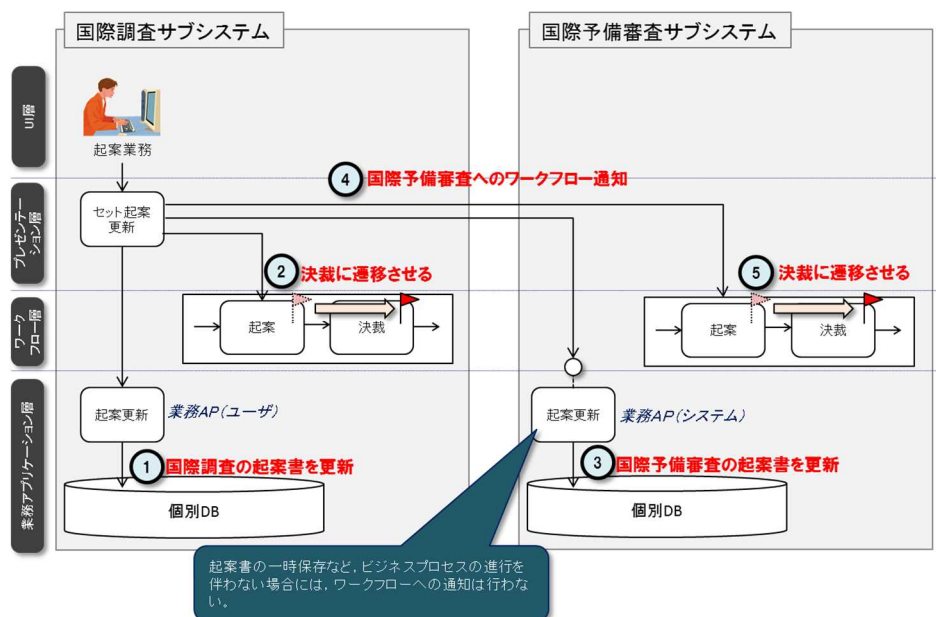 国際調査サブシステム
国際予備審査サブシステム
UI層
起案業務
④ 国際予備審査へのワークフロー通知
プレゼンテー
ション層
セット起案
更新
② 決裁に遷移させる
⑤ 決裁に遷移させる
ワーク
フロー層
起案
決裁
起案
決裁
業務アプリケーション層
起案更新
業務AP(ユーザ)
起案更新
業務AP(システム)
① 国際調査の起案書を更新
③ 国際予備審査の起案書を更新
個別DB
個別DB
起案書の一時保存など,ビジネスプロセスの進行を
伴わない場合には,ワークフローへの通知は行わな
い。